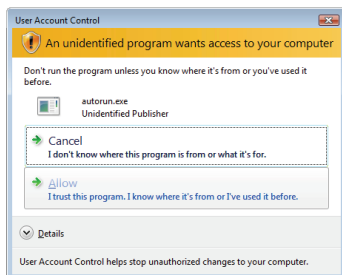 User Account Control
An unidentified program wants access to your computer
Don't run the program unless you know where it's from or you've used it
before.
autorun.exe
Unidentified Publisher
Cancel
I don't know where this program is from or what it's for.
Allow
I trust this program. I know where it's from or I've used it before.
Details
User Account Control helps stop unauthorized changes to your computer.